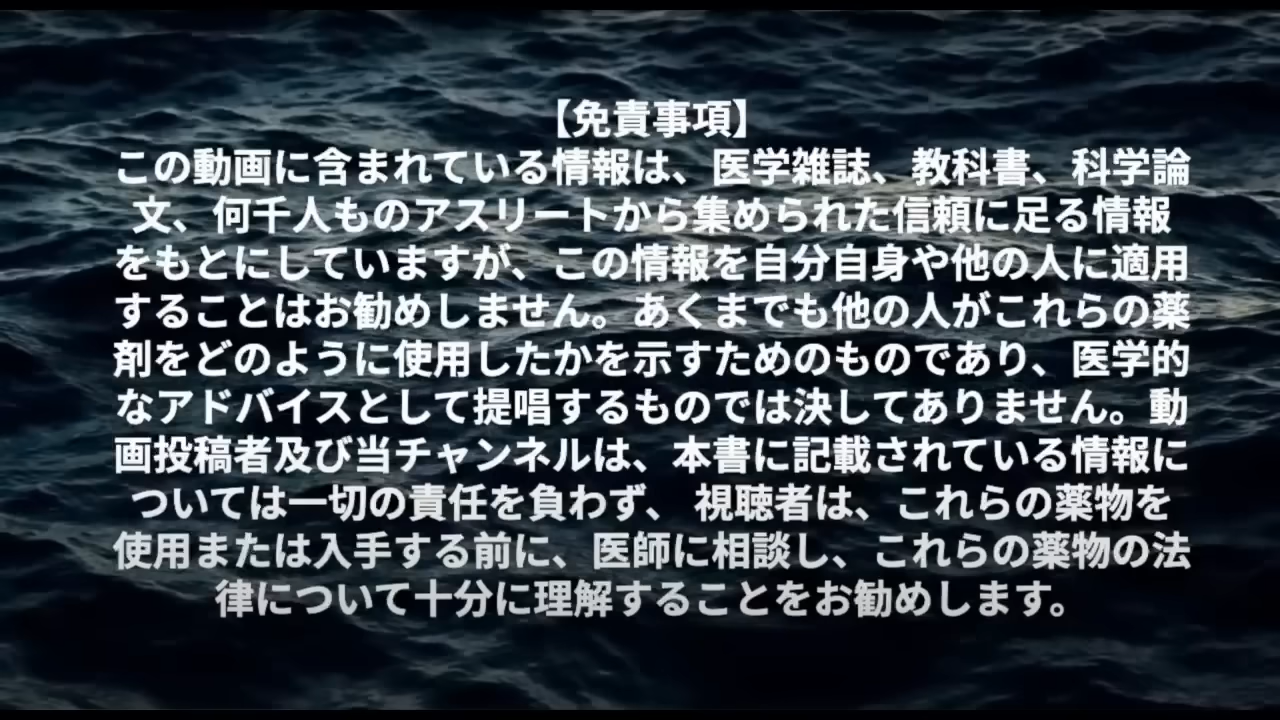 【免責事項】
この動画に含まれている情報は、医学雑誌、教科書、科学論
文、何千人ものアスリートから集められた信頼に足る情報
をもとにしていますが、この情報を自分自身や他の人に適用
することはお勧めしません。あくまでも他の人がこれらの薬
剤をどのように使用したかを示すためのものであり、医学的
なアドバイスとして提唱するものでは決してありません。動
画投稿者及び当チャンネルは、本書に記載されている情報に
ついては一切の責任を負わず、 視聴者は、これらの薬物を
使用または入手する前に、医師に相談し、これらの薬物の法
律について十分に理解することをお勧めします。